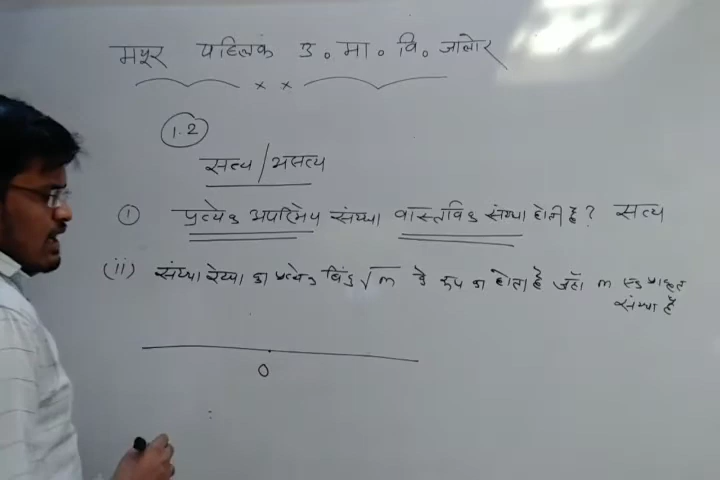 मयूर पब्लिक उ. मा. वि. जालोर
x x
1.2
सत्य/असत्य
(i) प्रत्येक अपरिमेय संख्या वास्तविक संख्या होती है? सत्य
(ii) संख्या रेखा का प्रत्येक बिंदु √m के रूप का होता है जहाँ m एक प्राकृत
संख्या है
0